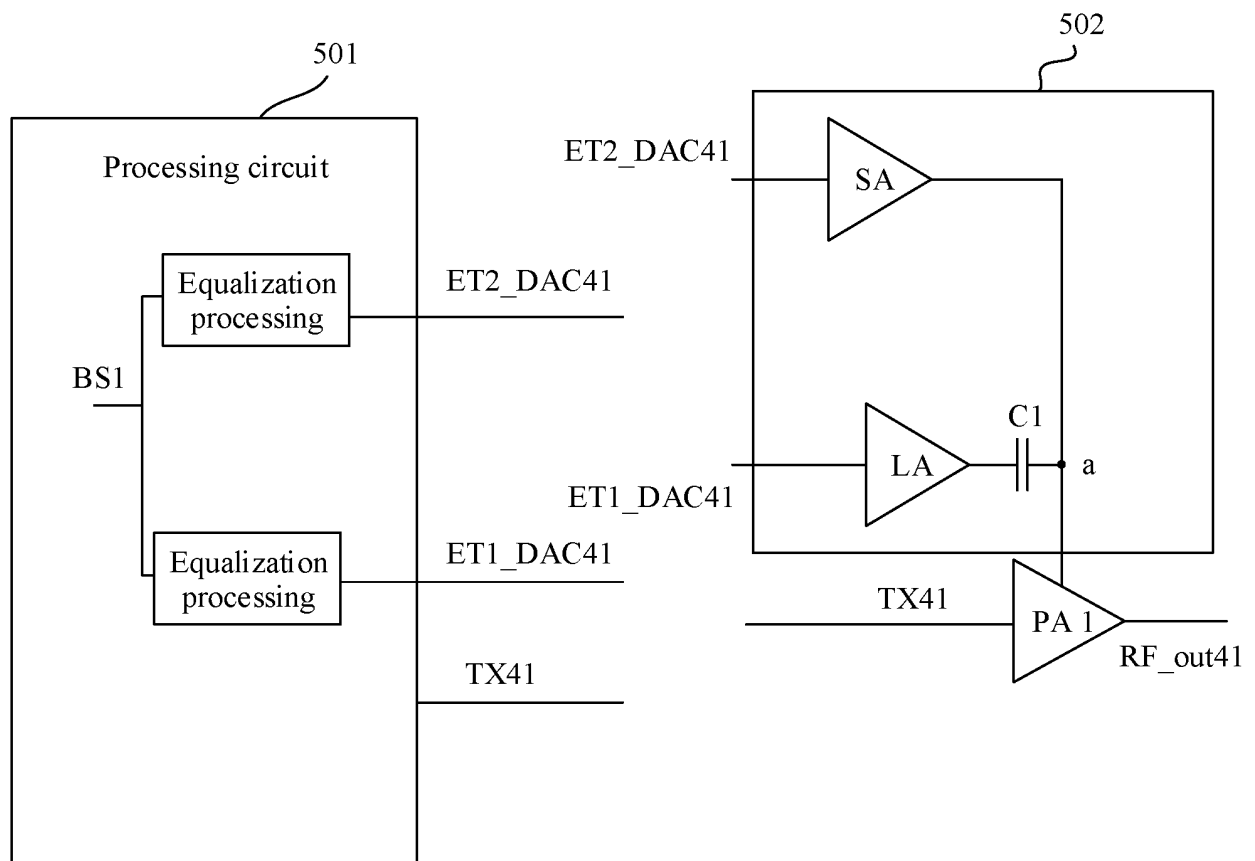 501
Processing circuit
Equalization
processing
ET2_DAC41
BS1
Equalization
processing
ET1_DAC41
TX41
502
ET2_DAC41
SA
C1
LA
a
ET1_DAC41
TX41
PA 1
RF_out41